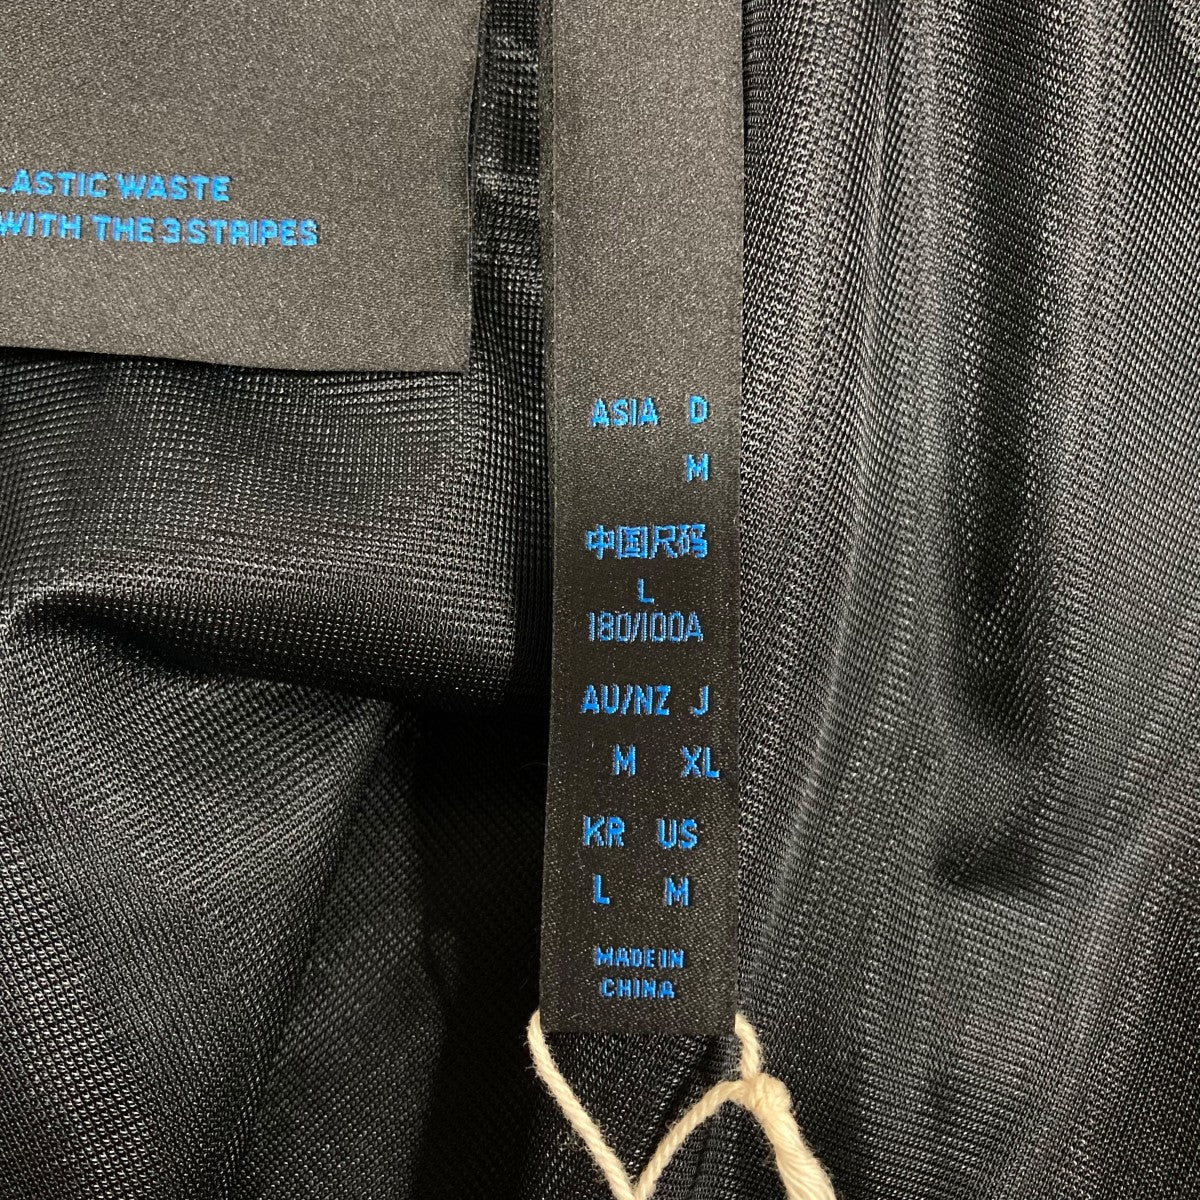 LASTIC WASTE
WITH THE 3 STRIPES
ASIA D
M
中国尺码
L
180/100A
AU/NZ J
M XL
KR US
L M
MADE IN
CHINA